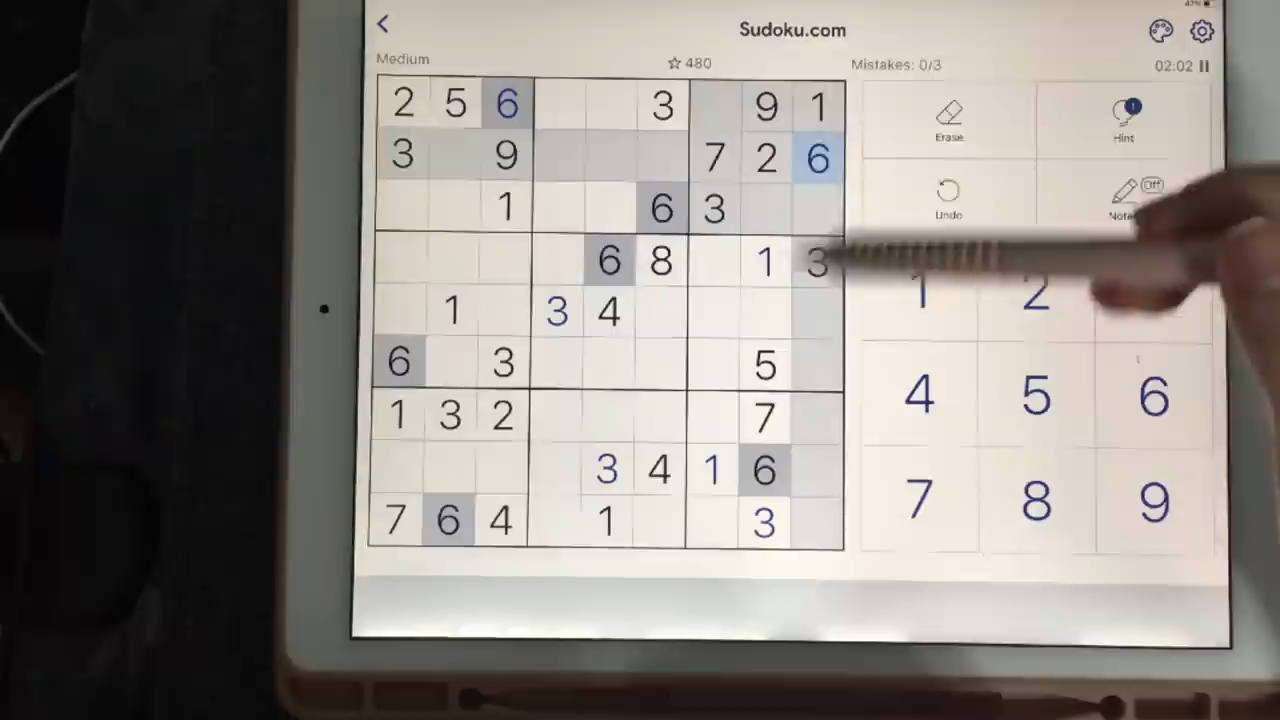 47%
Sudoku.com
Medium
480
Mistakes: 0/3
02:02
2 5 6 3 9 1
3 9 7 2 6
1 6 3
6 8 1 3
1 3 4
6 3 5
1 3 2 7
3 4 1 6
7 6 4 1 3
Erase
1
Hint
Undo
Off
1 2
4 5 6
7 8 9